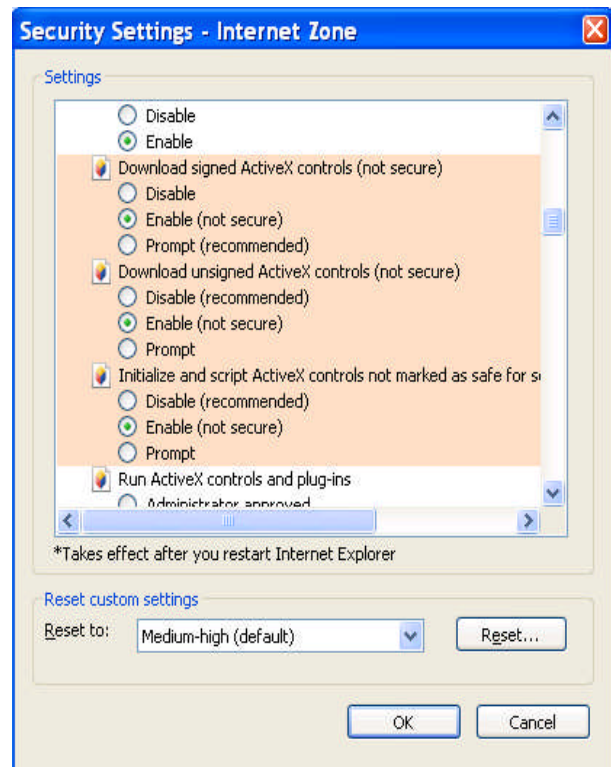 Security Settings - Internet Zone
Settings
Disable
Enable
Download signed ActiveX controls (not secure)
Disable
Enable (not secure)
Prompt (recommended)
Download unsigned ActiveX controls (not secure)
Disable (recommended)
Enable (not secure)
Prompt
Initialize and script ActiveX controls not marked as safe for s
Disable (recommended)
Enable (not secure)
Prompt
Run ActiveX controls and plug-ins
Administrator approved
*Takes effect after you restart Internet Explorer
Reset custom settings
Reset to:
Medium-high (default)
Reset...
OK
Cancel